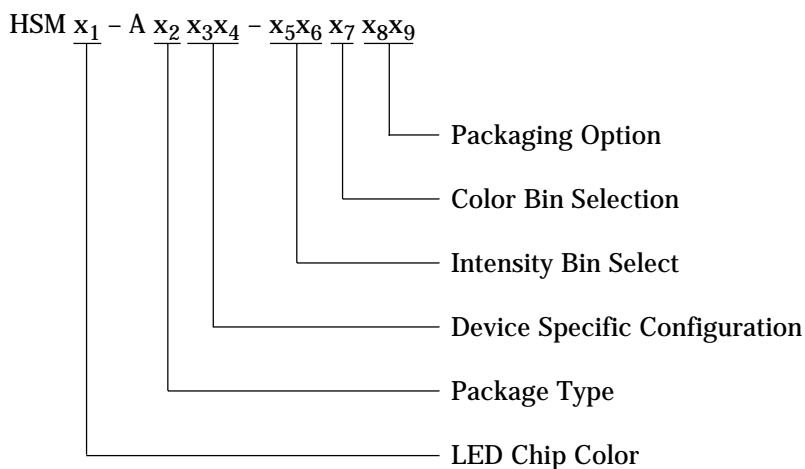 HSM x₁ – A x₂ x₃x₄ – x₅x₆ x₇ x₈x₉
Packaging Option
Color Bin Selection
Intensity Bin Select
Device Specific Configuration
Package Type
LED Chip Color